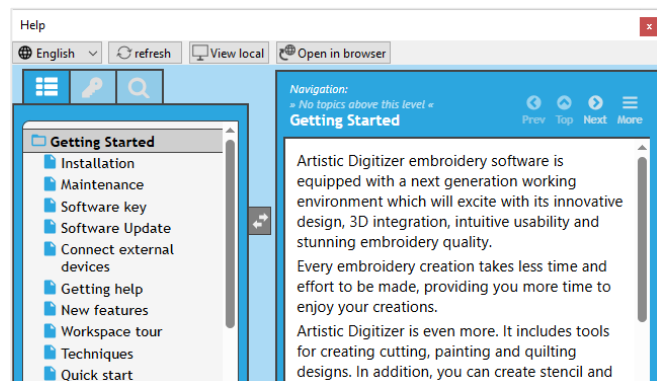 Help
English
refresh
View local
Open in browser
Getting Started
Installation
Maintenance
Software key
Software Update
Connect external
devices
Getting help
New features
Workspace tour
Techniques
Quick start
Navigation:
» No topics above this level «
Getting Started
Prev Top Next More
Artistic Digitizer embroidery software is
equipped with a next generation working
environment which will excite with its innovative
design, 3D integration, intuitive usability and
stunning embroidery quality.
Every embroidery creation takes less time and
effort to be made, providing you more time to
enjoy your creations.
Artistic Digitizer is even more. It includes tools
for creating cutting, painting and quilting
designs. In addition, you can create stencil and